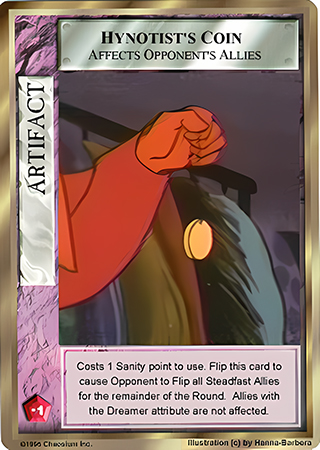 HYNOTIST'S COIN
AFFECTS OPPONENT'S ALLIES
ARTIFACT
Costs 1 Sanity point to use. Flip this card to
cause Opponent to Flip all Steadfast Allies
for the remainder of the Round. Allies with
the Dreamer attribute are not affected.
-1
©1996 Chaosium Inc.
Illustration (c) by Hanna-Barbera